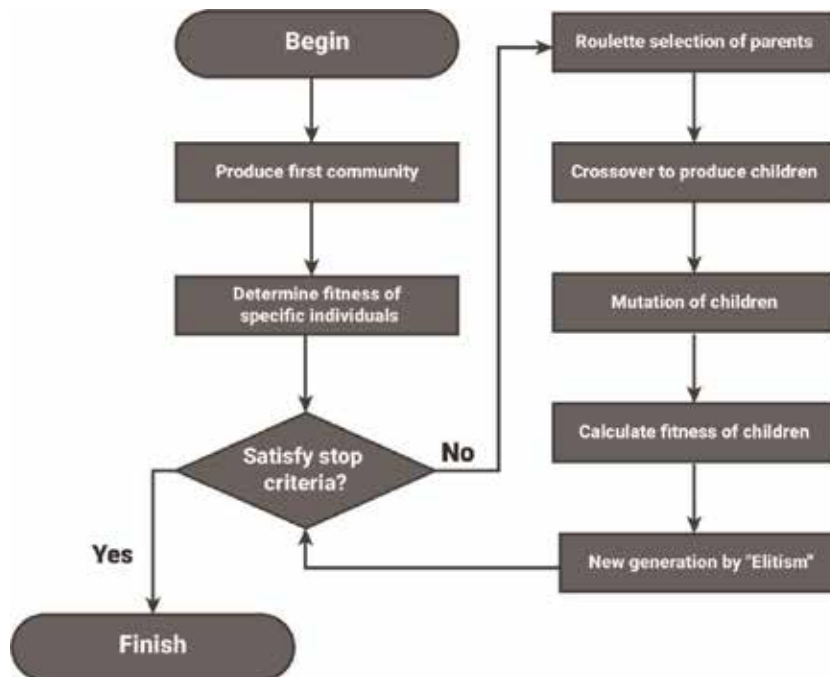 Begin
Produce first community
Determine fitness of
specific individuals
Satisfy stop
criteria?
Yes
Finish
No
Roulette selection of parents
Crossover to produce children
Mutation of children
Calculate fitness of children
New generation by "Elitism"